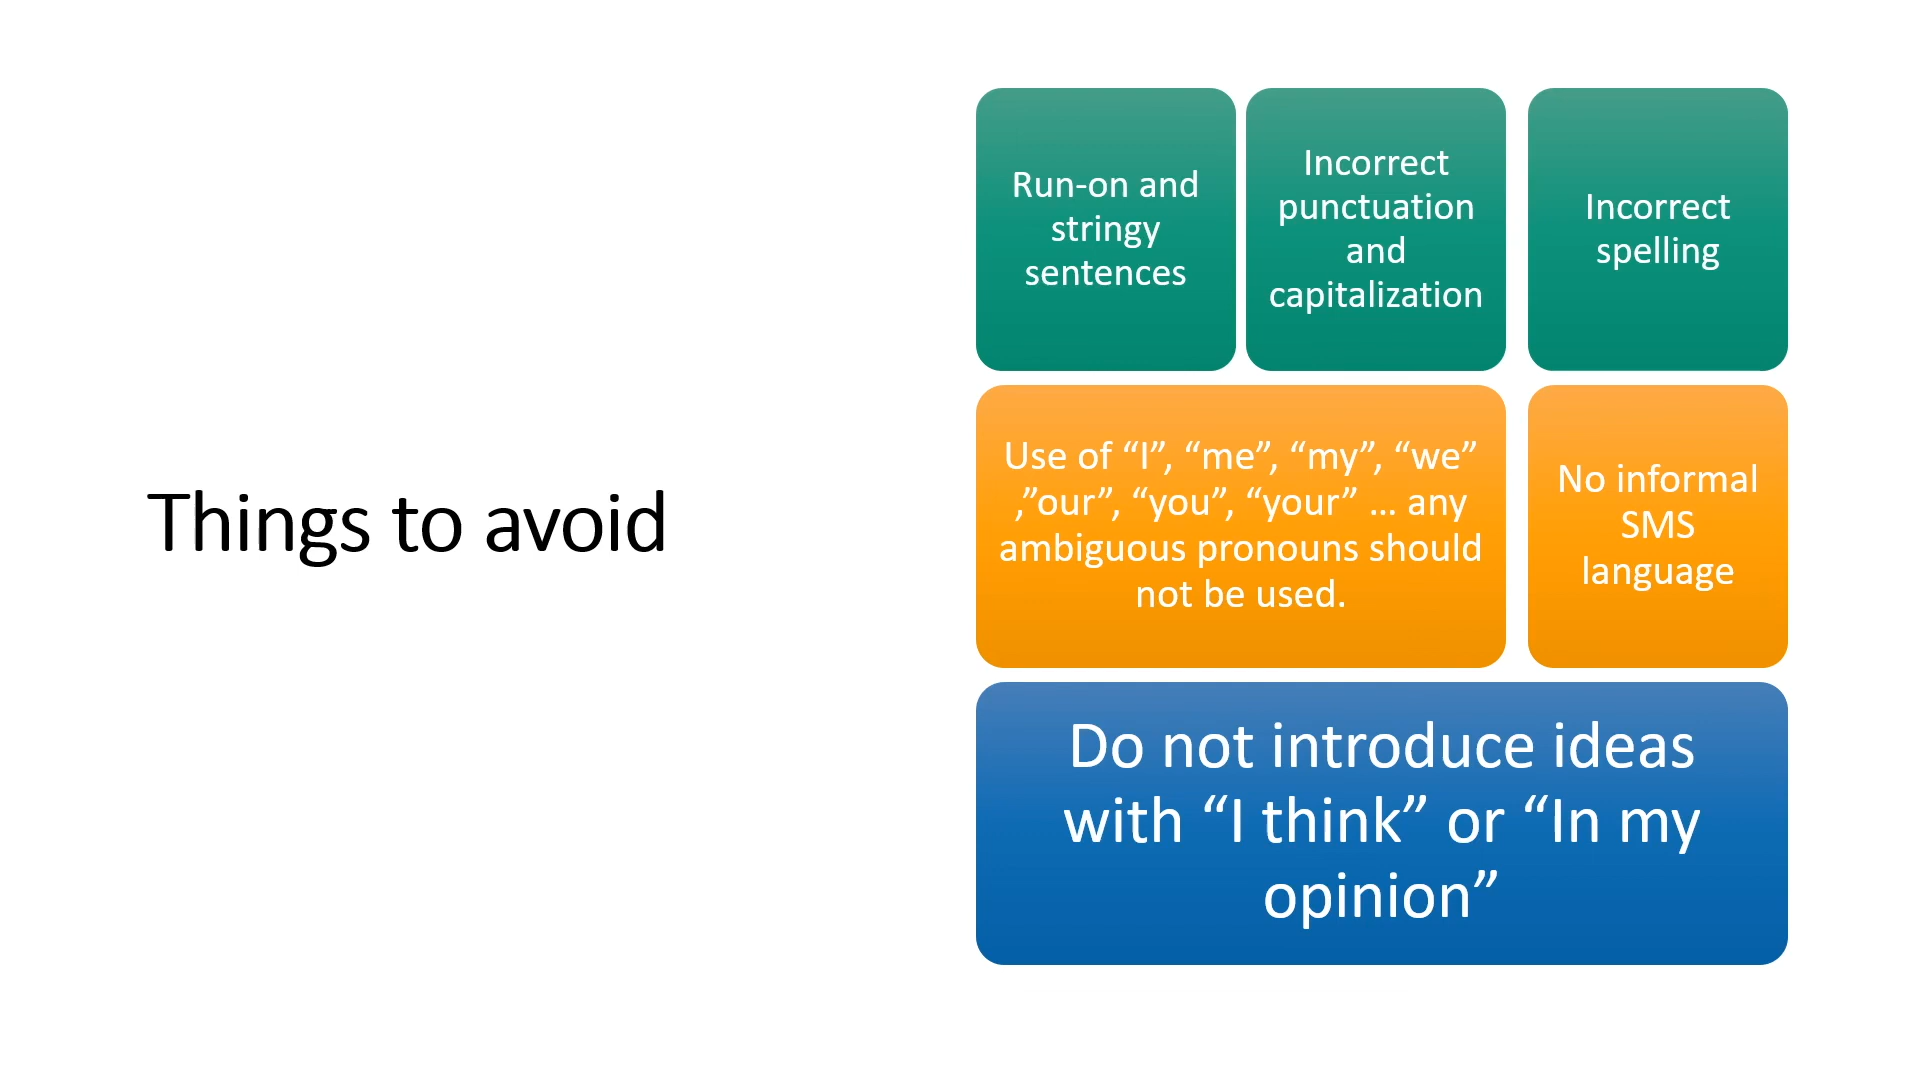 Things to avoid
Run-on and
stringy
sentences
Incorrect
punctuation
and
capitalization
Incorrect
spelling
Use of “I”, “me”, “my”, “we”
,”our”, “you”, “your” … any
ambiguous pronouns should
not be used.
No informal
SMS
language
Do not introduce ideas
with “I think” or “In my
opinion”